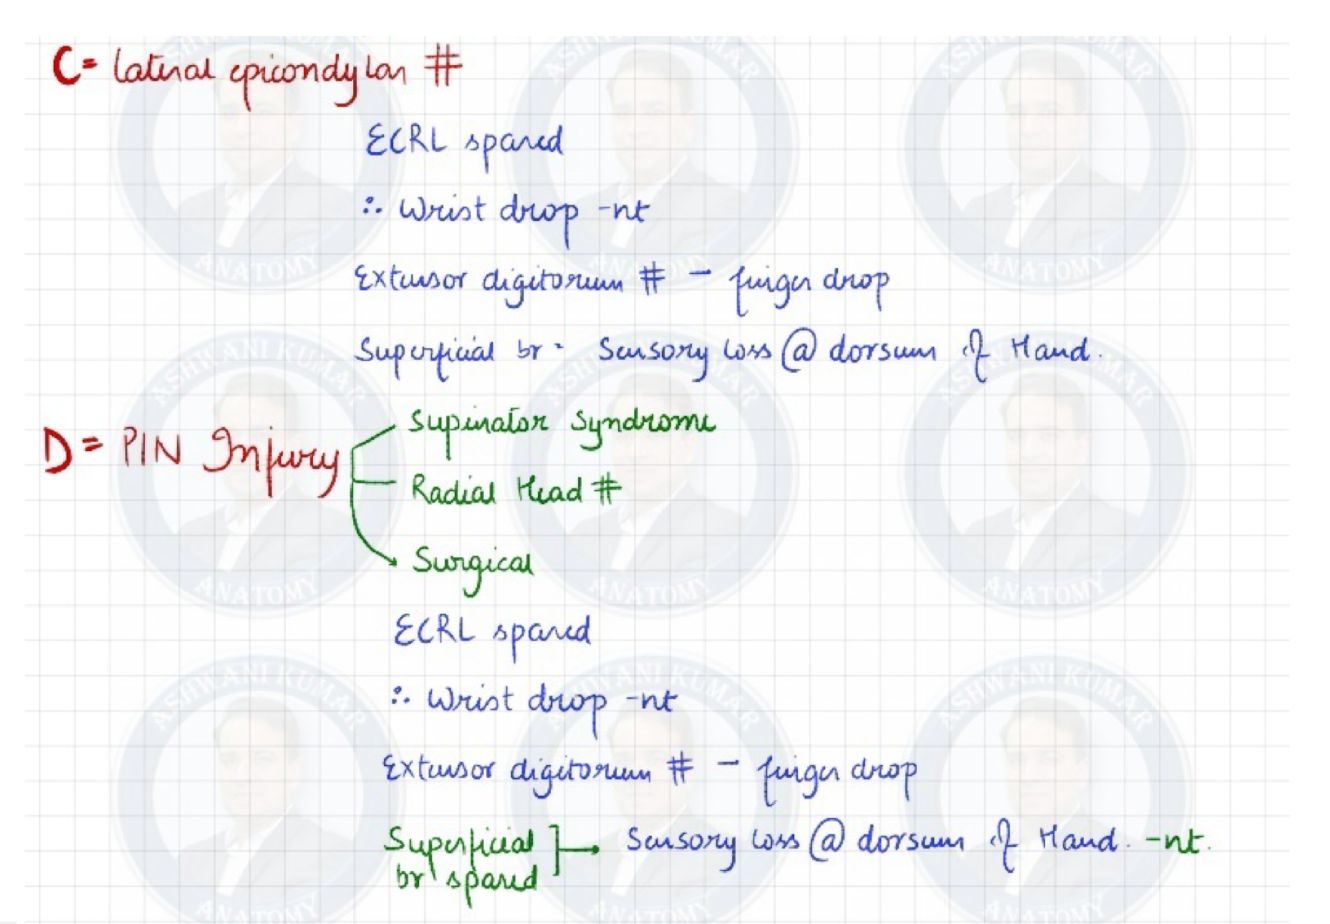 C= lateral epicondylar #
ECRL spared
∴ Wrist drop -nt
Extensor digitorum # - finger drop
Superficial br - Sensory loss @ dorsum of Hand.
D= PIN Injury
Supinator Syndrome
Radial Head #
Surgical
ECRL spared
∴ Wrist drop -nt
Extensor digitorum # - finger drop
Superficial br spared → Sensory loss @ dorsum of Hand. -nt.
ASHWANI KUMAR
ANATOMY